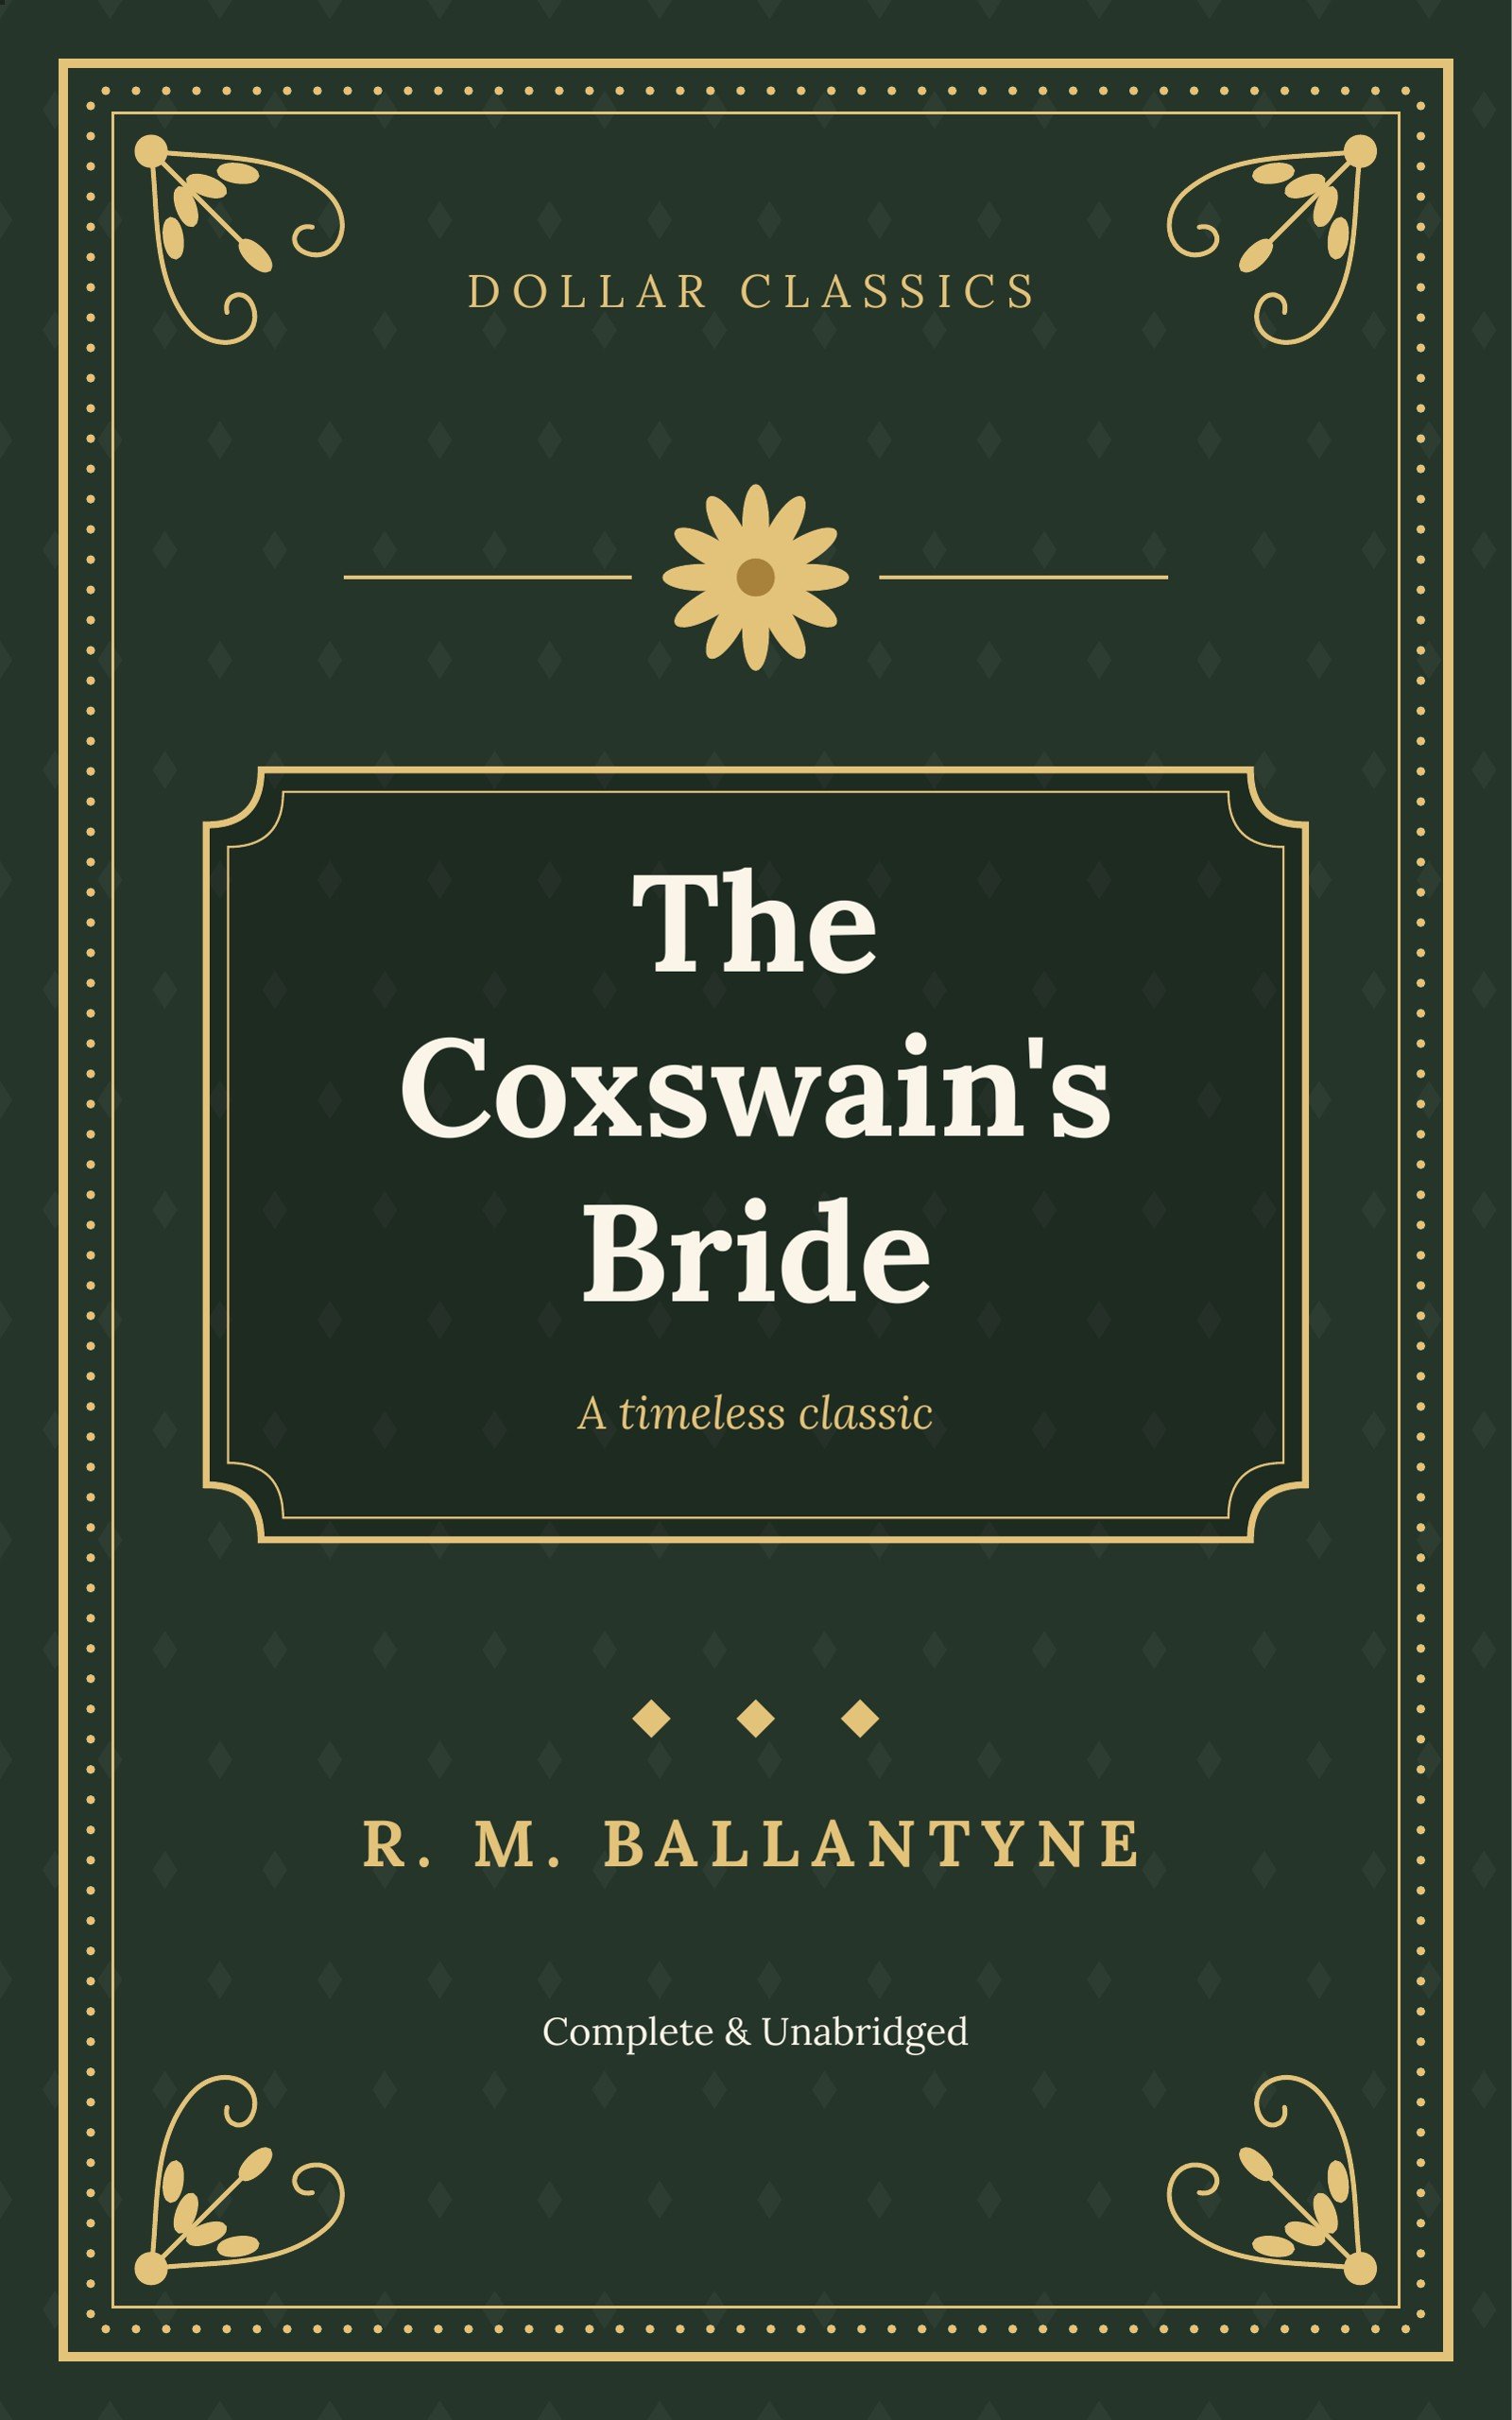 DOLLAR CLASSICS
The
Coxswain's
Bride
A timeless classic
R. M. BALLANTYNE
Complete & Unabridged